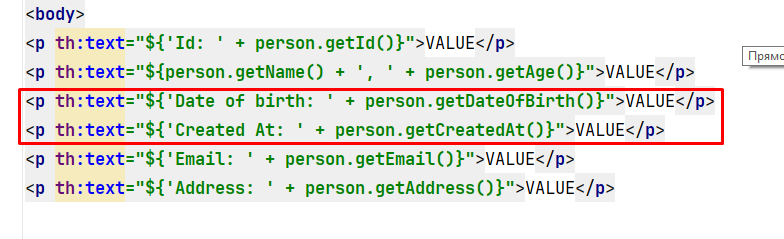 <body>
<p th:text="${'Id: ' + person.getId()}">VALUE</p>
<p th:text="${person.getName() + ', ' + person.getAge()}">VALUE</p>
Прямо
<p th:text="${'Date of birth: ' + person.getDateOfBirth()}">VALUE</p>
<p th:text="${'Created At: ' + person.getCreatedAt()}">VALUE</p>
<p th:text="${'Email: ' + person.getEmail()}">VALUE</p>
<p th:text="${'Address: ' + person.getAddress()}">VALUE</p>